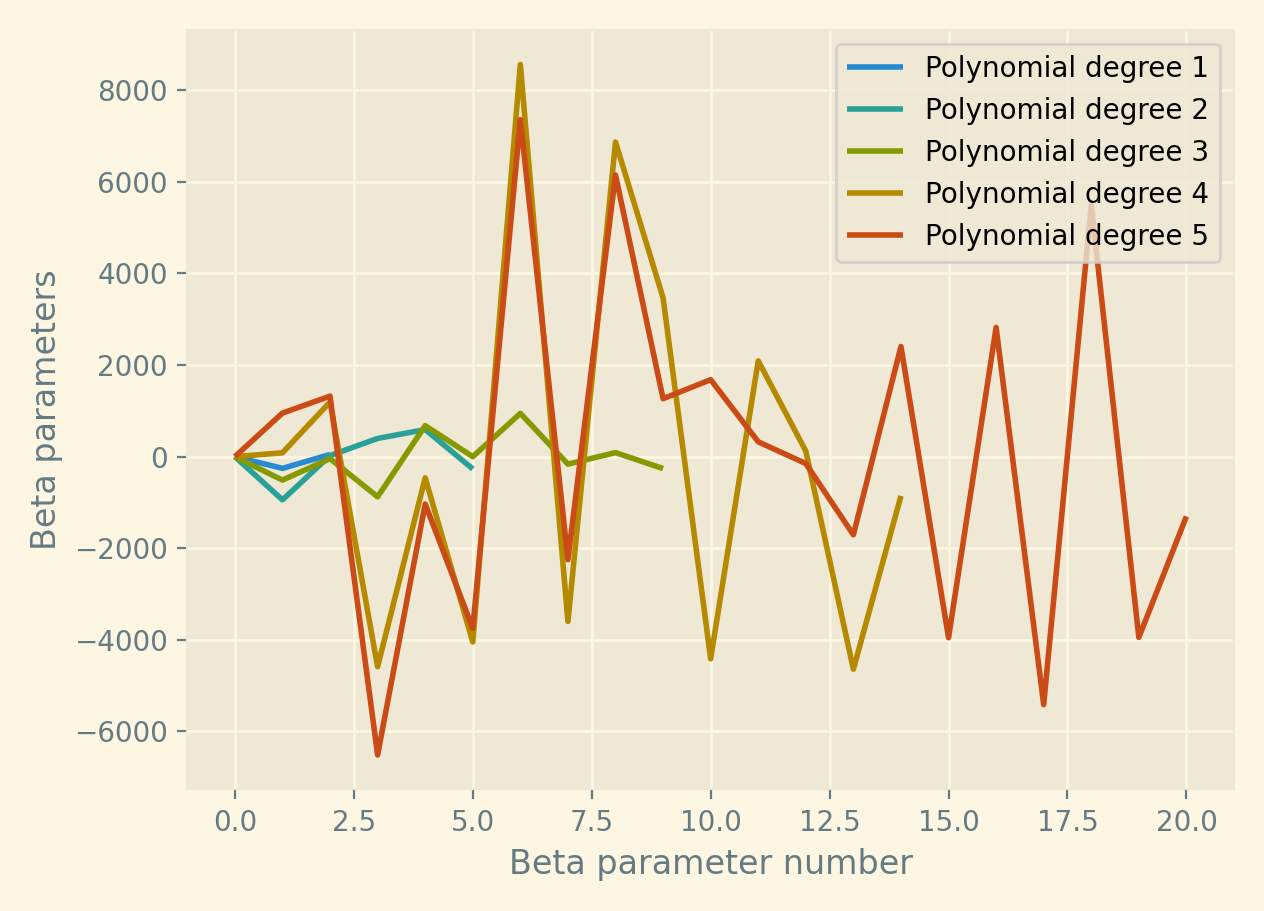 Polynomial degree 1
Polynomial degree 2
Polynomial degree 3
Polynomial degree 4
Polynomial degree 5
8000
6000
4000
2000
0
−2000
−4000
−6000
Beta parameters
0.0 2.5 5.0 7.5 10.0 12.5 15.0 17.5 20.0
Beta parameter number